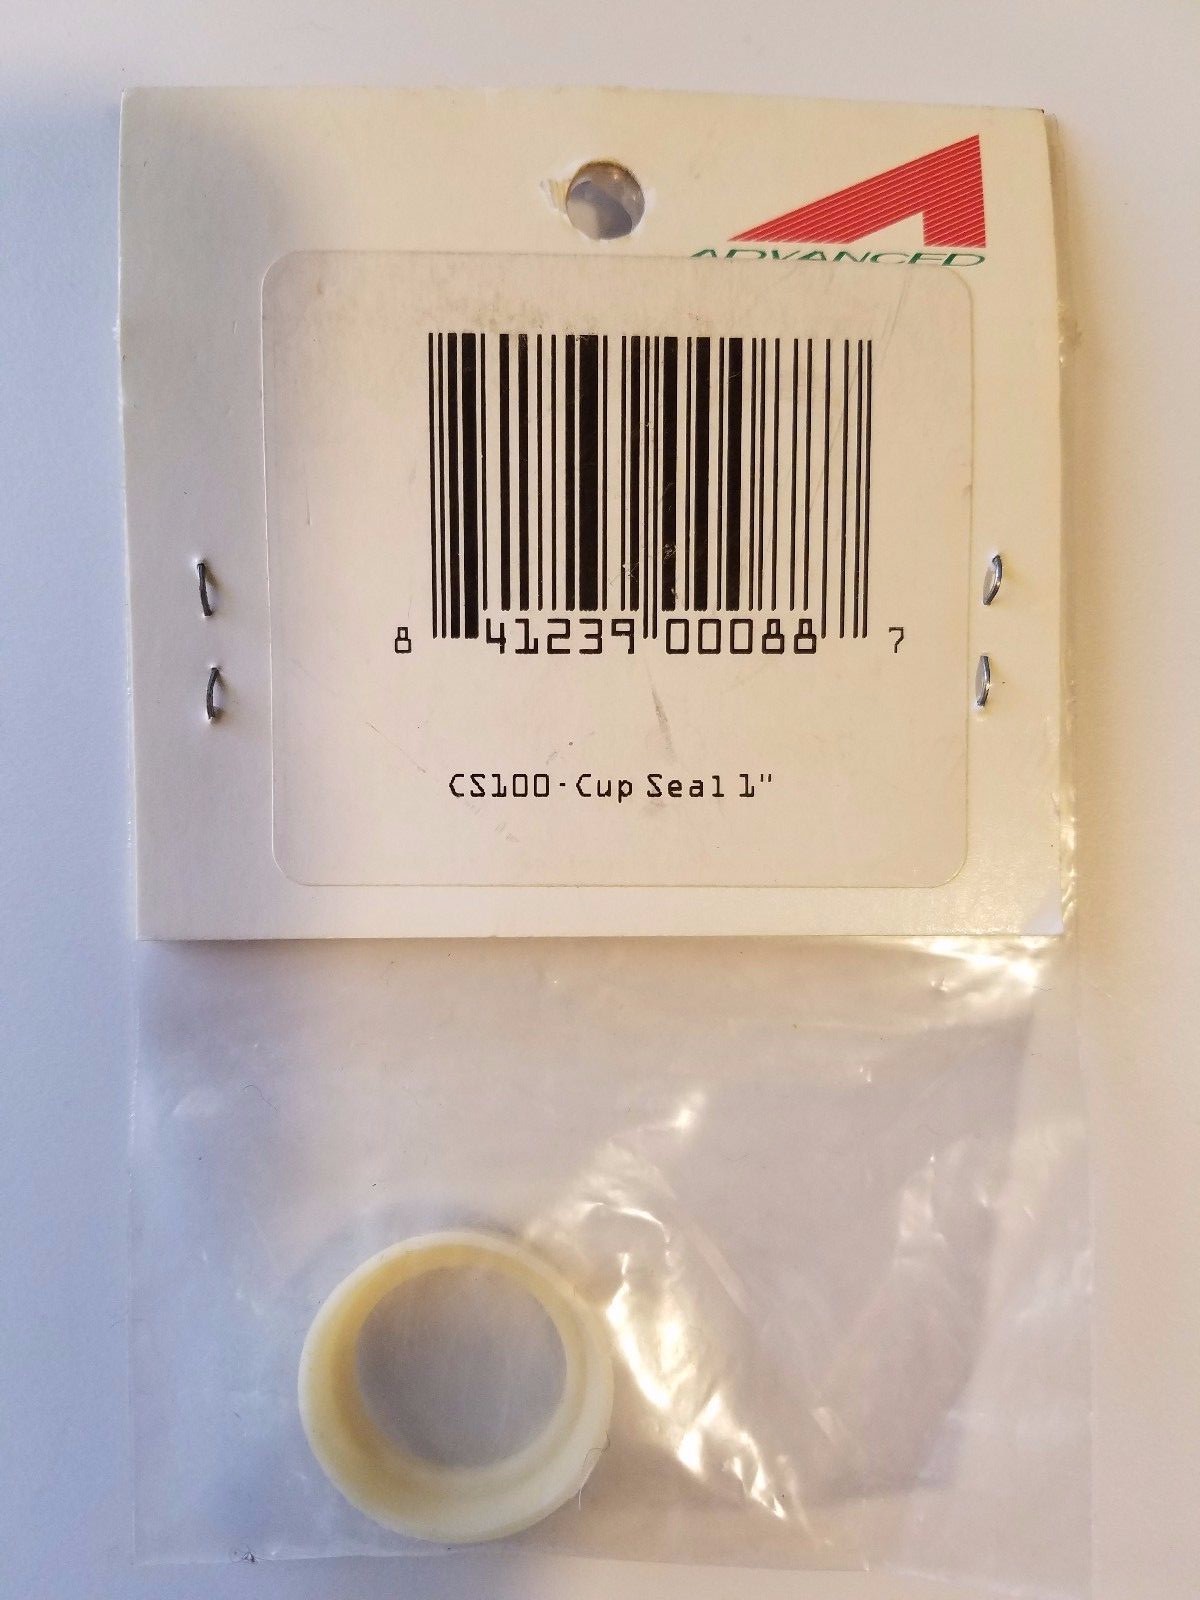 ADVANCED
8 41239 00088 7
CS100-Cup Seal 1"